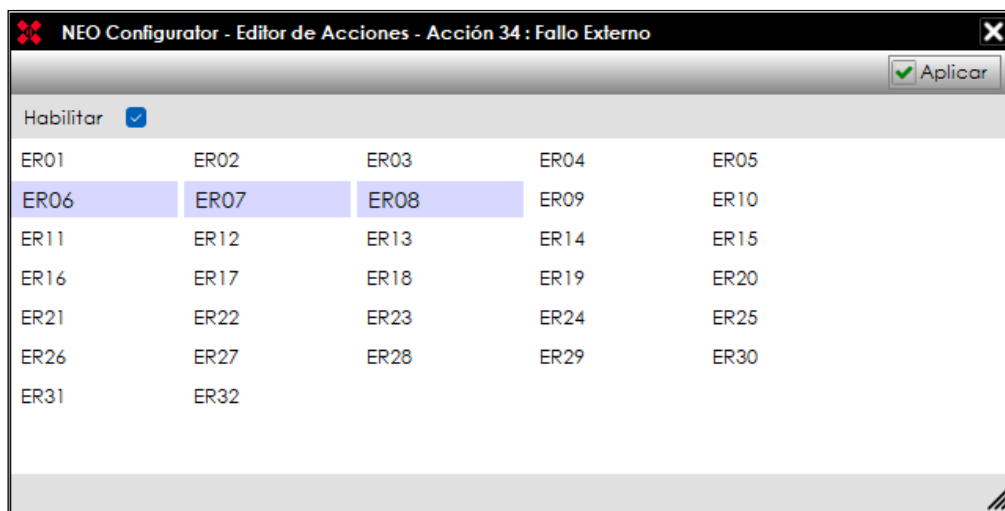 NEO Configurator - Editor de Acciones - Acción 34 : Fallo Externo
Aplicar
Habilitar
ER01 ER02 ER03 ER04 ER05
ER06 ER07 ER08 ER09 ER10
ER11 ER12 ER13 ER14 ER15
ER16 ER17 ER18 ER19 ER20
ER21 ER22 ER23 ER24 ER25
ER26 ER27 ER28 ER29 ER30
ER31 ER32